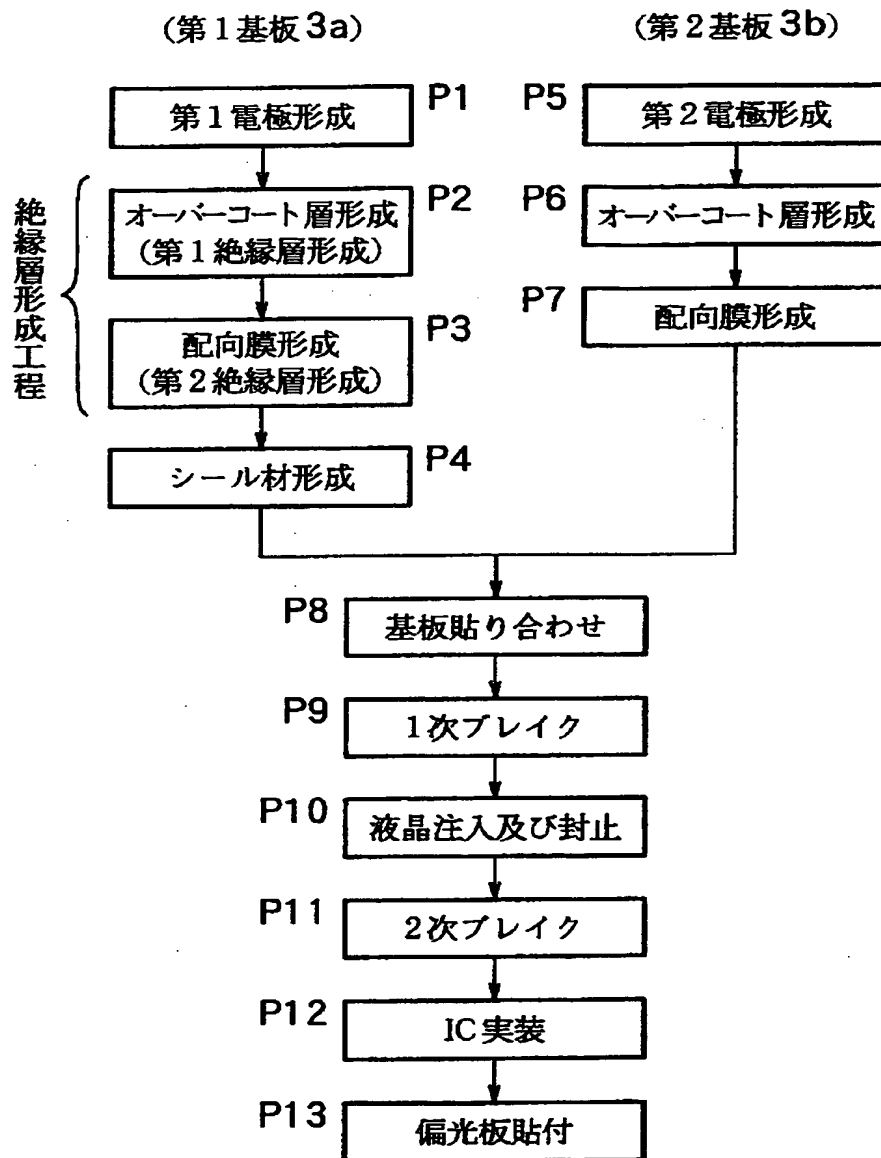 (第1基板3a)
(第2基板3b)
第1電極形成
P1
オーバーコート層形成
(第1絶縁層形成)
P2
配向膜形成
(第2絶縁層形成)
P3
絶縁層形成工程
シール材形成
P4
P5
第2電極形成
P6
オーバーコート層形成
P7
配向膜形成
P8
基板貼り合わせ
P9
1次ブレイク
P10
液晶注入及び封止
P11
2次ブレイク
P12
IC実装
P13
偏光板貼付